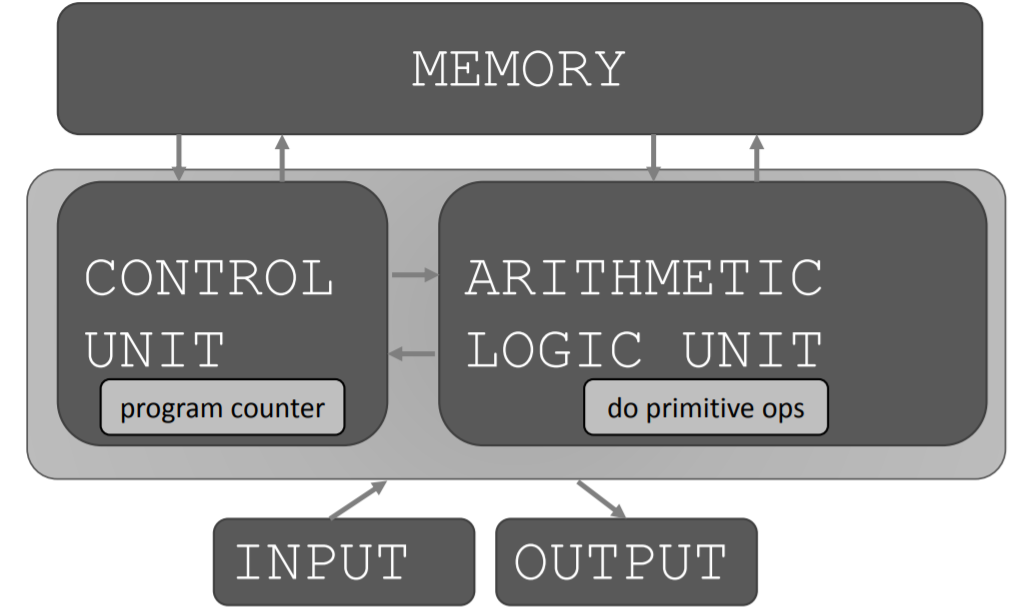 MEMORY
CONTROL
UNIT
program counter
ARITHMETIC
LOGIC UNIT
do primitive ops
INPUT
OUTPUT